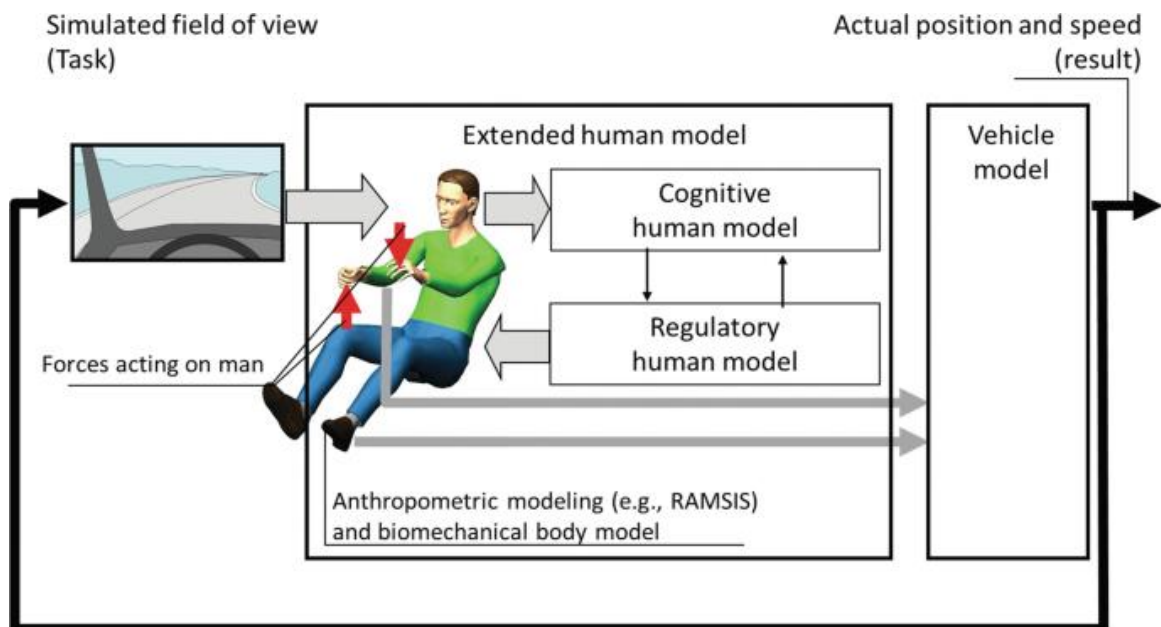 Simulated field of view
(Task)
Actual position and speed
(result)
Extended human model
Vehicle
model
Cognitive
human model
Regulatory
human model
Forces acting on man
Anthropometric modeling (e.g., RAMSIS)
and biomechanical body model